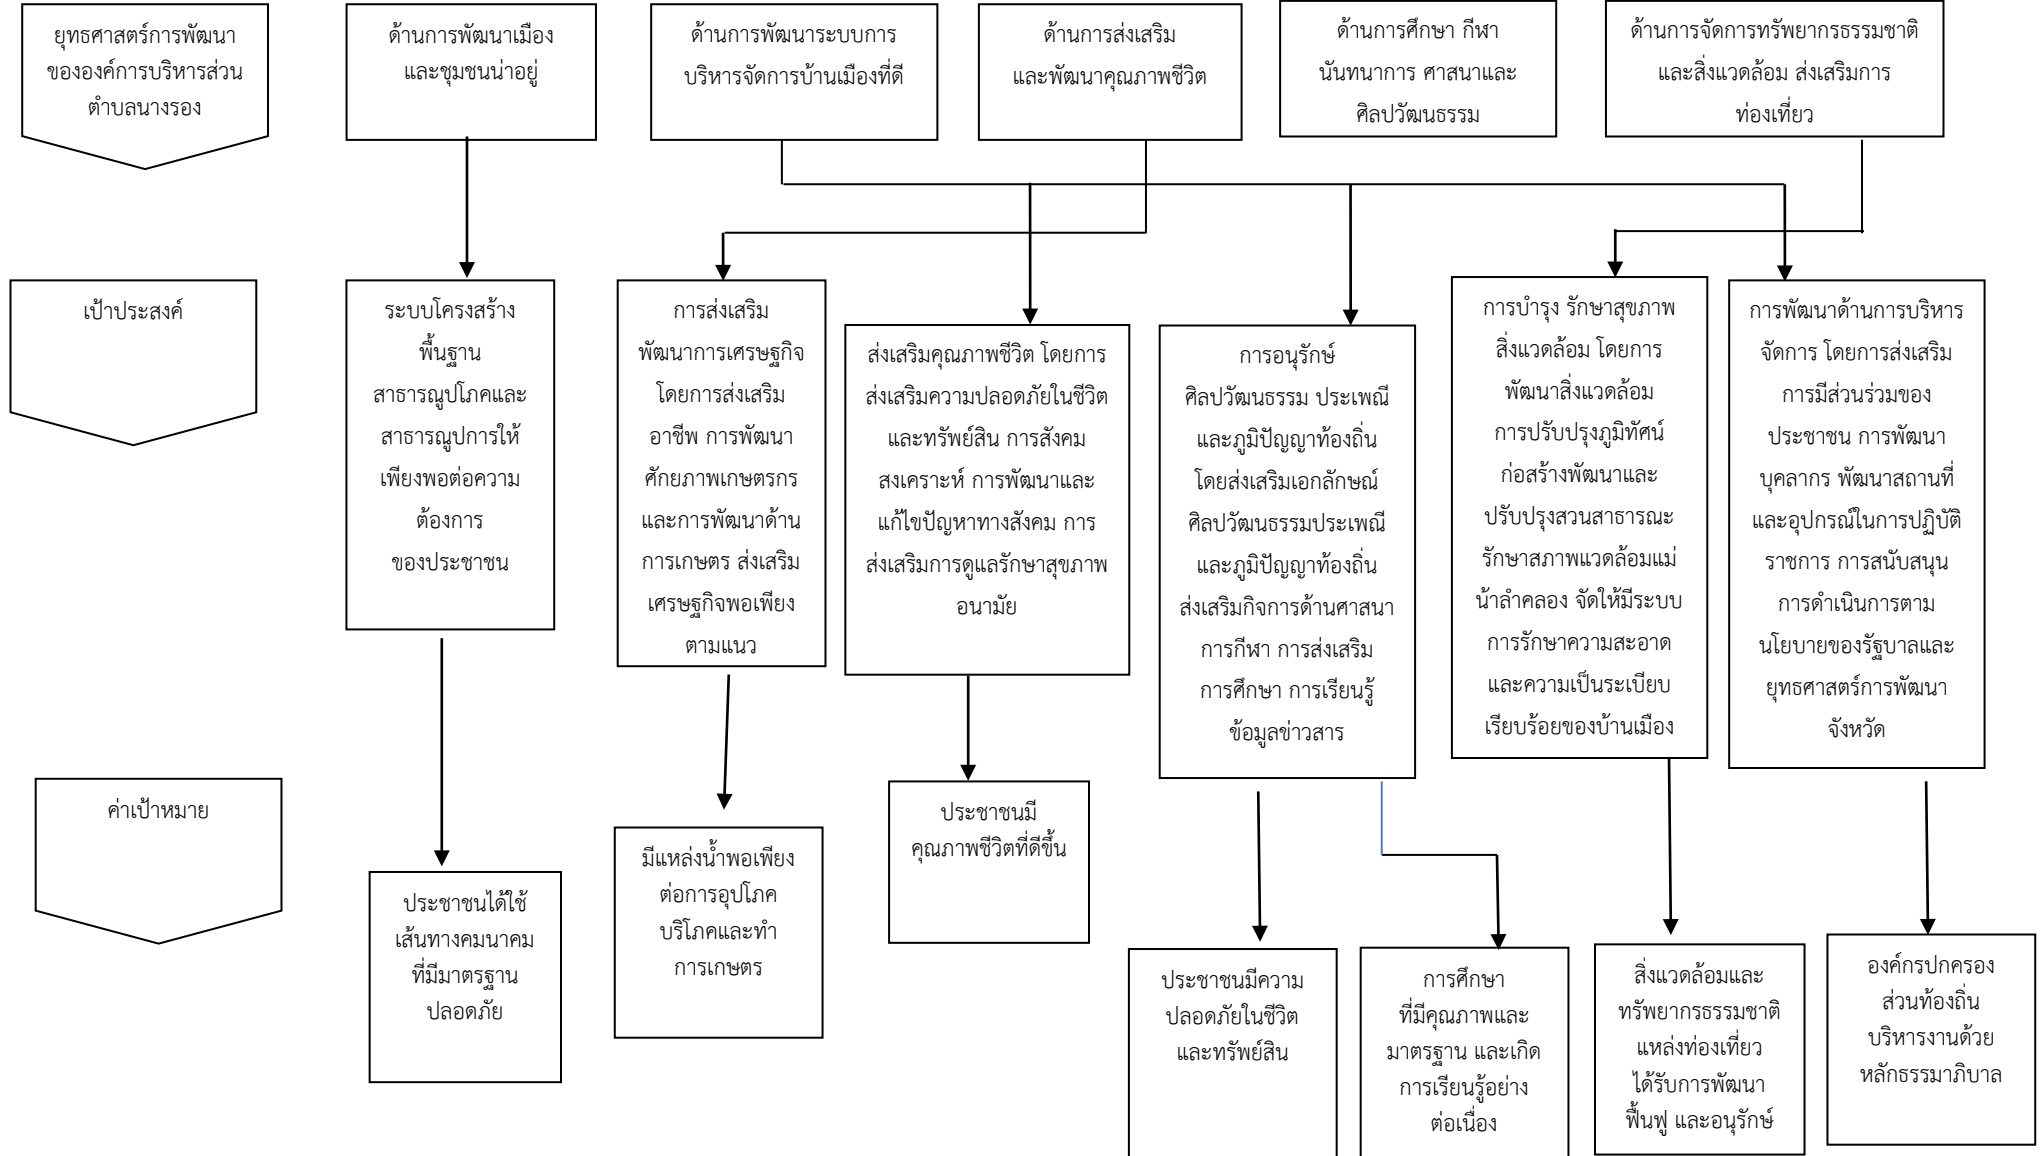 ยุทธศาสตร์การพัฒนา
ขององค์การบริหารส่วน
ตำบลนางรอง
ด้านการพัฒนาเมือง
และชุมชนน่าอยู่
ด้านการพัฒนาระบบการ
บริหารจัดการบ้านเมืองที่ดี
ด้านการส่งเสริม
และพัฒนาคุณภาพชีวิต
ด้านการศึกษา กีฬา
นันทนาการ ศาสนาและ
ศิลปวัฒนธรรม
ด้านการจัดการทรัพยากรธรรมชาติ
และสิ่งแวดล้อม ส่งเสริมการ
ท่องเที่ยว
เป้าประสงค์
ระบบโครงสร้าง
พื้นฐาน
สาธารณูปโภคและ
สาธารณูปการให้
เพียงพอต่อความ
ต้องการ
ของประชาชน
การส่งเสริม
พัฒนาการเศรษฐกิจ
โดยการส่งเสริม
อาชีพ การพัฒนา
ศักยภาพเกษตรกร
และการพัฒนาด้าน
การเกษตร ส่งเสริม
เศรษฐกิจพอเพียง
ตามแนว
ส่งเสริมคุณภาพชีวิต โดยการ
ส่งเสริมความปลอดภัยในชีวิต
และทรัพย์สิน การสังคม
สงเคราะห์ การพัฒนาและ
แก้ไขปัญหาทางสังคม การ
ส่งเสริมการดูแลรักษาสุขภาพ
อนามัย
การอนุรักษ์
ศิลปวัฒนธรรม ประเพณี
และภูมิปัญญาท้องถิ่น
โดยส่งเสริมเอกลักษณ์
ศิลปวัฒนธรรมประเพณี
และภูมิปัญญาท้องถิ่น
ส่งเสริมกิจการด้านศาสนา
การกีฬา การส่งเสริม
การศึกษา การเรียนรู้
ข้อมูลข่าวสาร
การบำรุง รักษาสุขภาพ
สิ่งแวดล้อม โดยการ
พัฒนาสิ่งแวดล้อม
การปรับปรุงภูมิทัศน์
ก่อสร้างพัฒนาและ
ปรับปรุงสวนสาธารณะ
รักษาสภาพแวดล้อมแม่
น้าลำคลอง จัดให้มีระบบ
การรักษาความสะอาด
และความเป็นระเบียบ
เรียบร้อยของบ้านเมือง
การพัฒนาด้านการบริหาร
จัดการ โดยการส่งเสริม
การมีส่วนร่วมของ
ประชาชน การพัฒนา
บุคลากร พัฒนาสถานที่
และอุปกรณ์ในการปฏิบัติ
ราชการ การสนับสนุน
การดำเนินการตาม
นโยบายของรัฐบาลและ
ยุทธศาสตร์การพัฒนา
จังหวัด
ค่าเป้าหมาย
ประชาชนได้ใช้
เส้นทางคมนาคม
ที่มีมาตรฐาน
ปลอดภัย
มีแหล่งน้ำพอเพียง
ต่อการอุปโภค
บริโภคและทำ
การเกษตร
ประชาชนมี
คุณภาพชีวิตที่ดีขึ้น
ประชาชนมีความ
ปลอดภัยในชีวิต
และทรัพย์สิน
การศึกษา
ที่มีคุณภาพและ
มาตรฐาน และเกิด
การเรียนรู้อย่าง
ต่อเนื่อง
สิ่งแวดล้อมและ
ทรัพยากรธรรมชาติ
แหล่งท่องเที่ยว
ได้รับการพัฒนา
ฟื้นฟู และอนุรักษ์
องค์กรปกครอง
ส่วนท้องถิ่น
บริหารงานด้วย
หลักธรรมาภิบาล